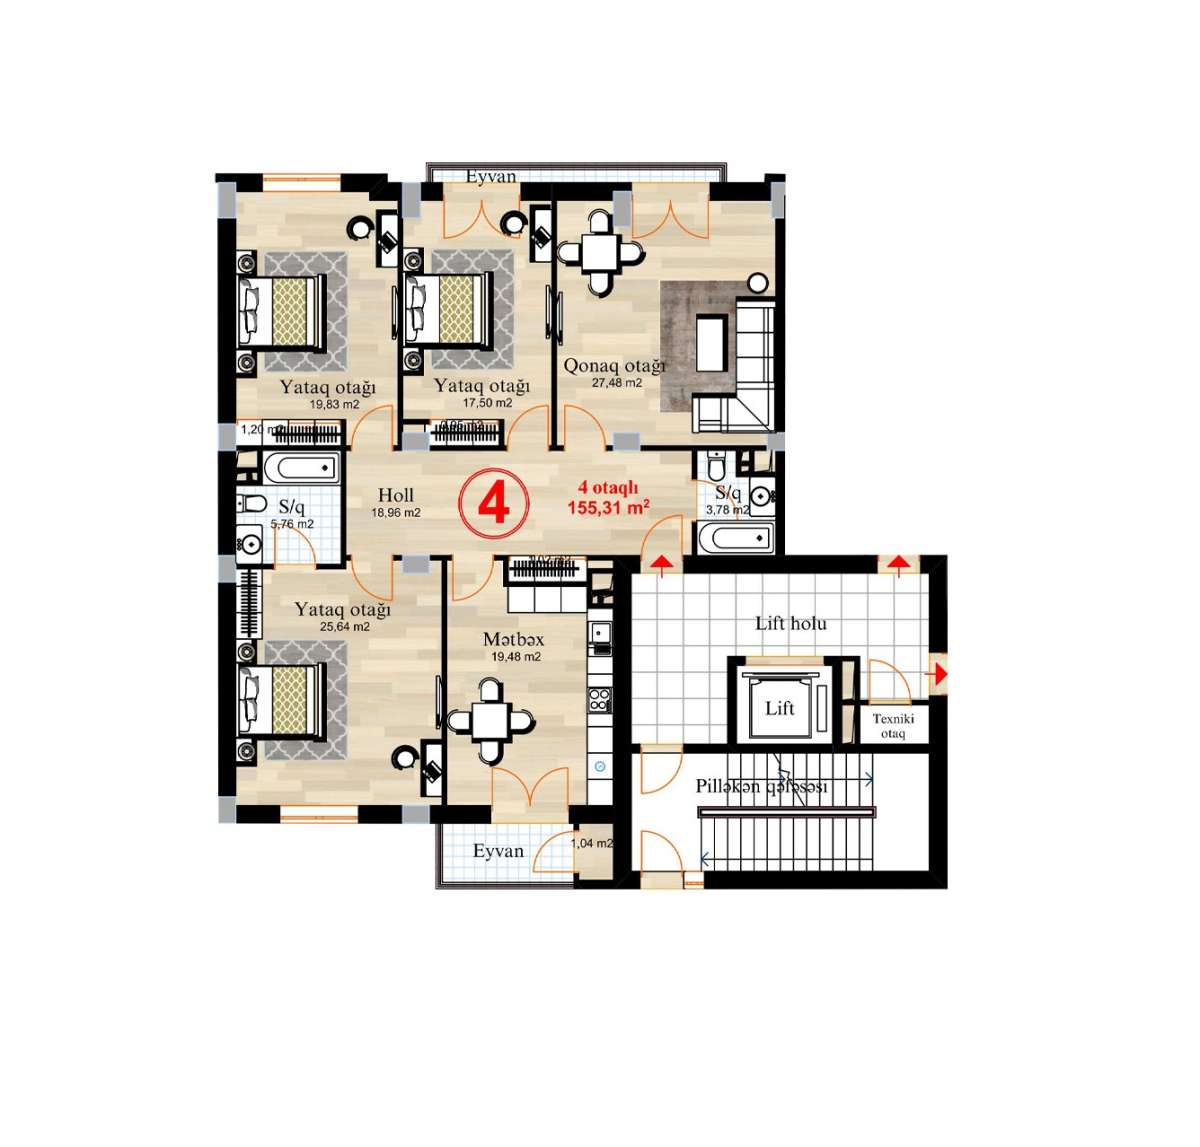 Eyvan
Yataq otağı
19,83 m2
Yataq otağı
17,50 m2
Qonaq otağı
27,48 m2
1,20 m2
Holl
18,96 m2
4
4 otaqlı
155,31 m²
S/q
5,76 m2
S/q
3,78 m2
Yataq otağı
25,64 m2
Mətbəx
19,48 m2
Lift holu
Lift
Texniki
otaq
Pilləkən qəfəsəsi
Eyvan
1,04 m2